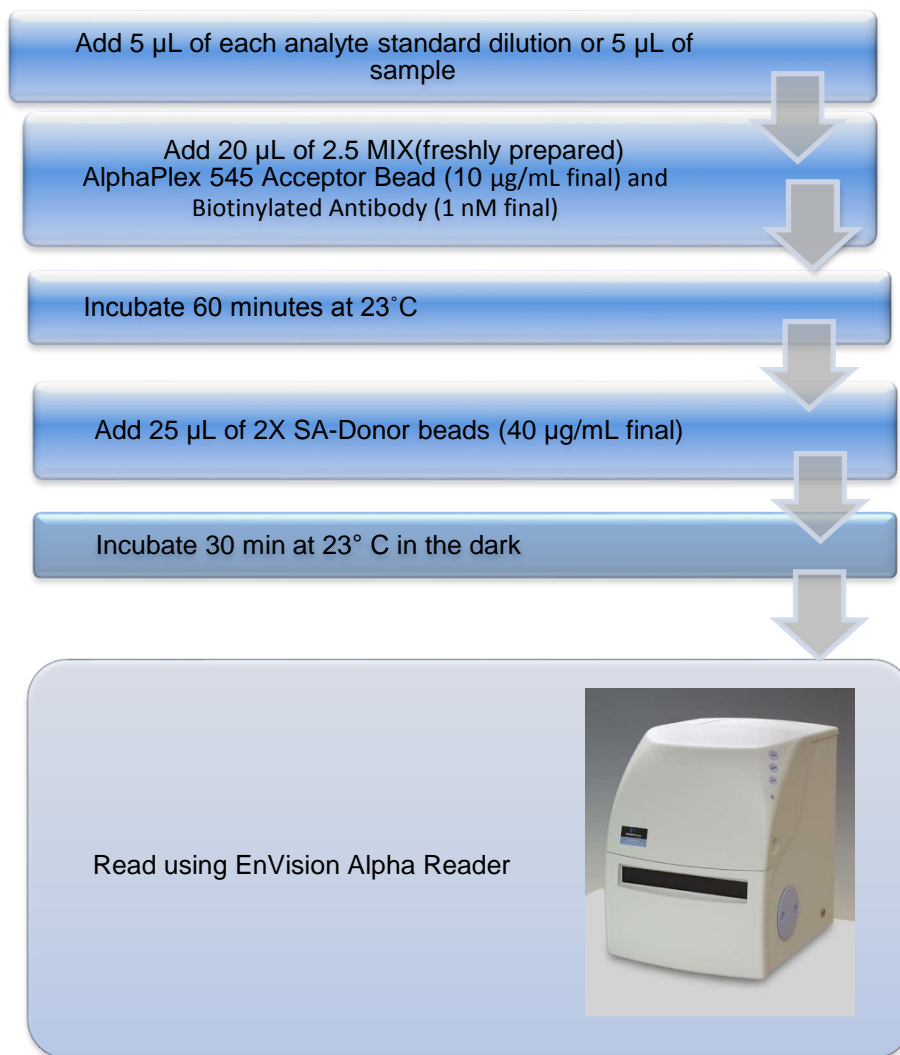 Add 5 µL of each analyte standard dilution or 5 µL of
sample
Add 20 µL of 2.5 MIX(freshly prepared)
AlphaPlex 545 Acceptor Bead (10 µg/mL final) and
Biotinylated Antibody (1 nM final)
Incubate 60 minutes at 23˚C
Add 25 µL of 2X SA-Donor beads (40 µg/mL final)
Incubate 30 min at 23° C in the dark
Read using EnVision Alpha Reader